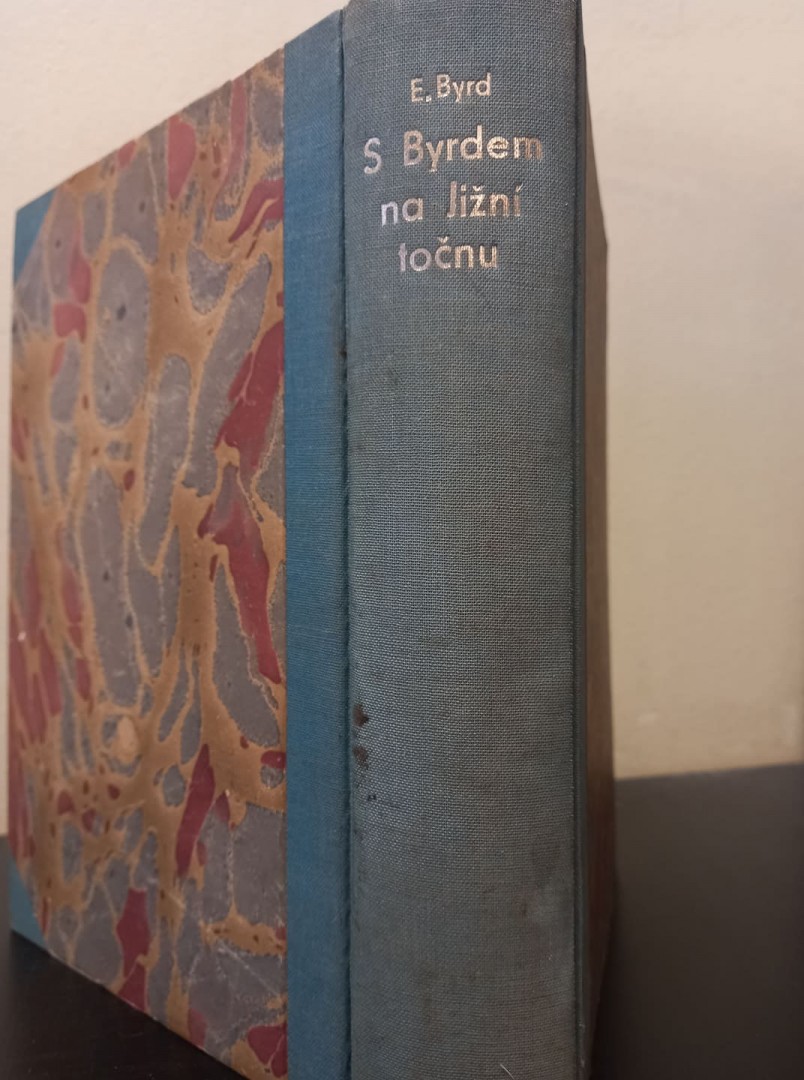 E. Byrd
S Byrdem
na Jižní
točnu